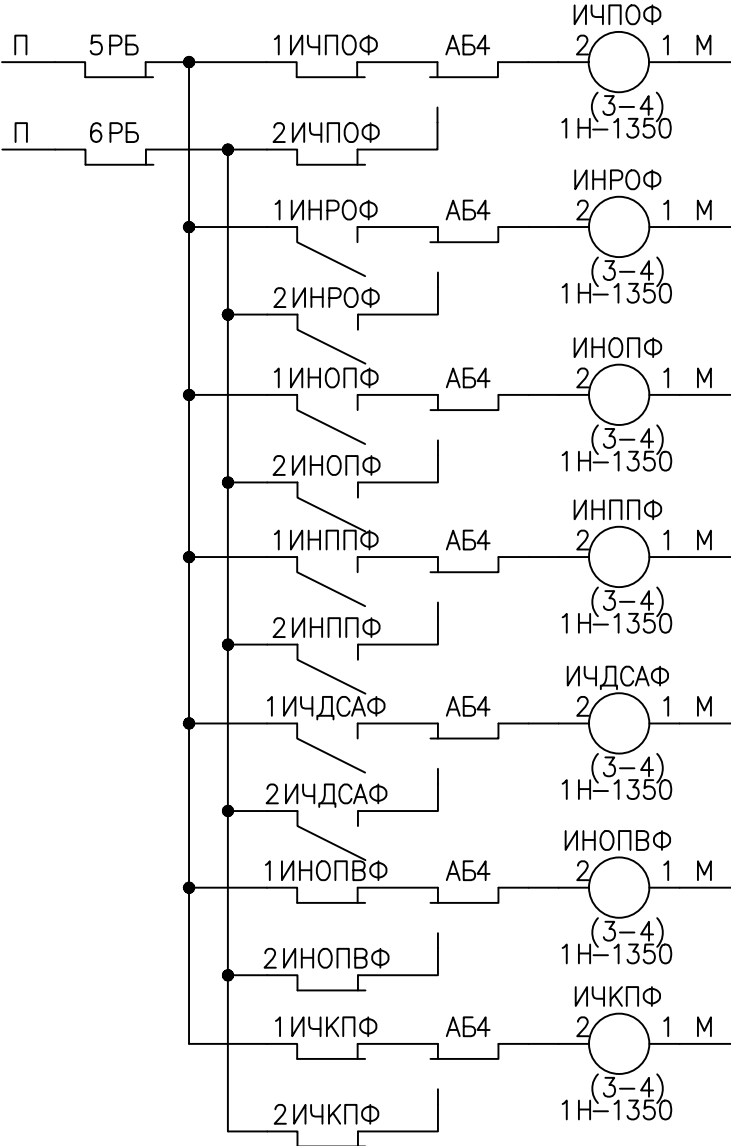 ИЧПОФ
П 5РБ 1ИЧПОФ АБ4 2 1 М
(3-4)
1Н-1350
П 6РБ 2ИЧПОФ
ИНРОФ
1ИНРОФ АБ4 2 1 М
(3-4)
1Н-1350
2ИНРОФ
ИНОПФ
1ИНОПФ АБ4 2 1 М
(3-4)
1Н-1350
2ИНОПФ
ИНППФ
1ИНППФ АБ4 2 1 М
(3-4)
1Н-1350
2ИНППФ
ИЧДСАФ
1ИЧДСАФ АБ4 2 1 М
(3-4)
1Н-1350
2ИЧДСАФ
ИНОПВФ
1ИНОПВФ АБ4 2 1 М
(3-4)
1Н-1350
2ИНОПВФ
ИЧКПФ
1ИЧКПФ АБ4 2 1 М
(3-4)
1Н-1350
2ИЧКПФ